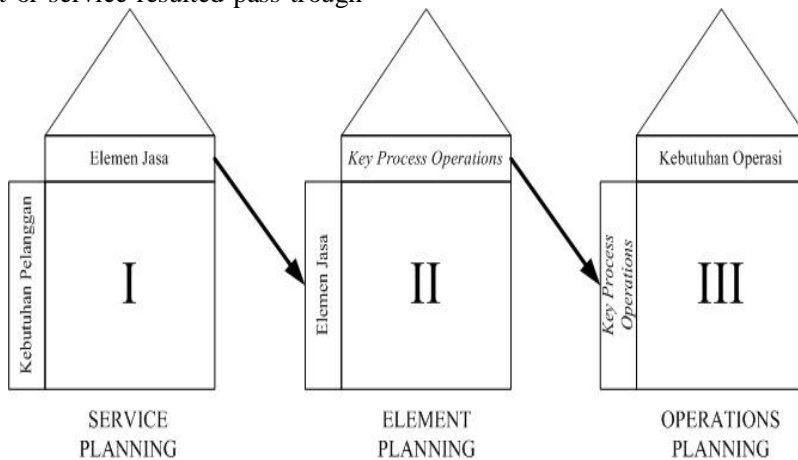 t or service resulted pass trough
Elemen Jasa
Kebutuhan Pelanggan
I
SERVICE
PLANNING
Key Process Operations
Elemen Jasa
II
ELEMENT
PLANNING
Kebutuhan Operasi
Key Process
Operations
III
OPERATIONS
PLANNING